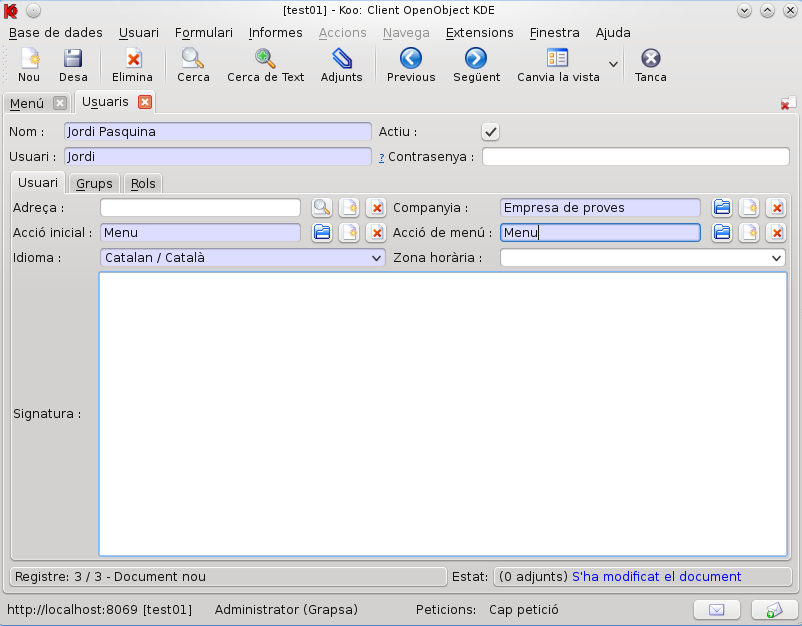 [test01] - Koo: Client OpenObject KDE
Base de dades Usuari Formulari Informes Accions Navega Extensions Finestra Ajuda
Nou Desa Elimina Cerca Cerca de Text Adjunts Previous Següent Canvia la vista Tanca
Menú Usuaris
Nom : Jordi Pasquina Actiu :
Usuari : Jordi ? Contrasenya :
Usuari Grups Rols
Adreça : Companyia : Empresa de proves
Acció inicial : Menu Acció de menú : Menu
Idioma : Catalan / Català Zona horària :
Signatura :
Registre: 3 / 3 - Document nou Estat: (0 adjunts) S'ha modificat el document
http://localhost:8069 [test01] Administrator (Grapsa) Peticions: Cap petició